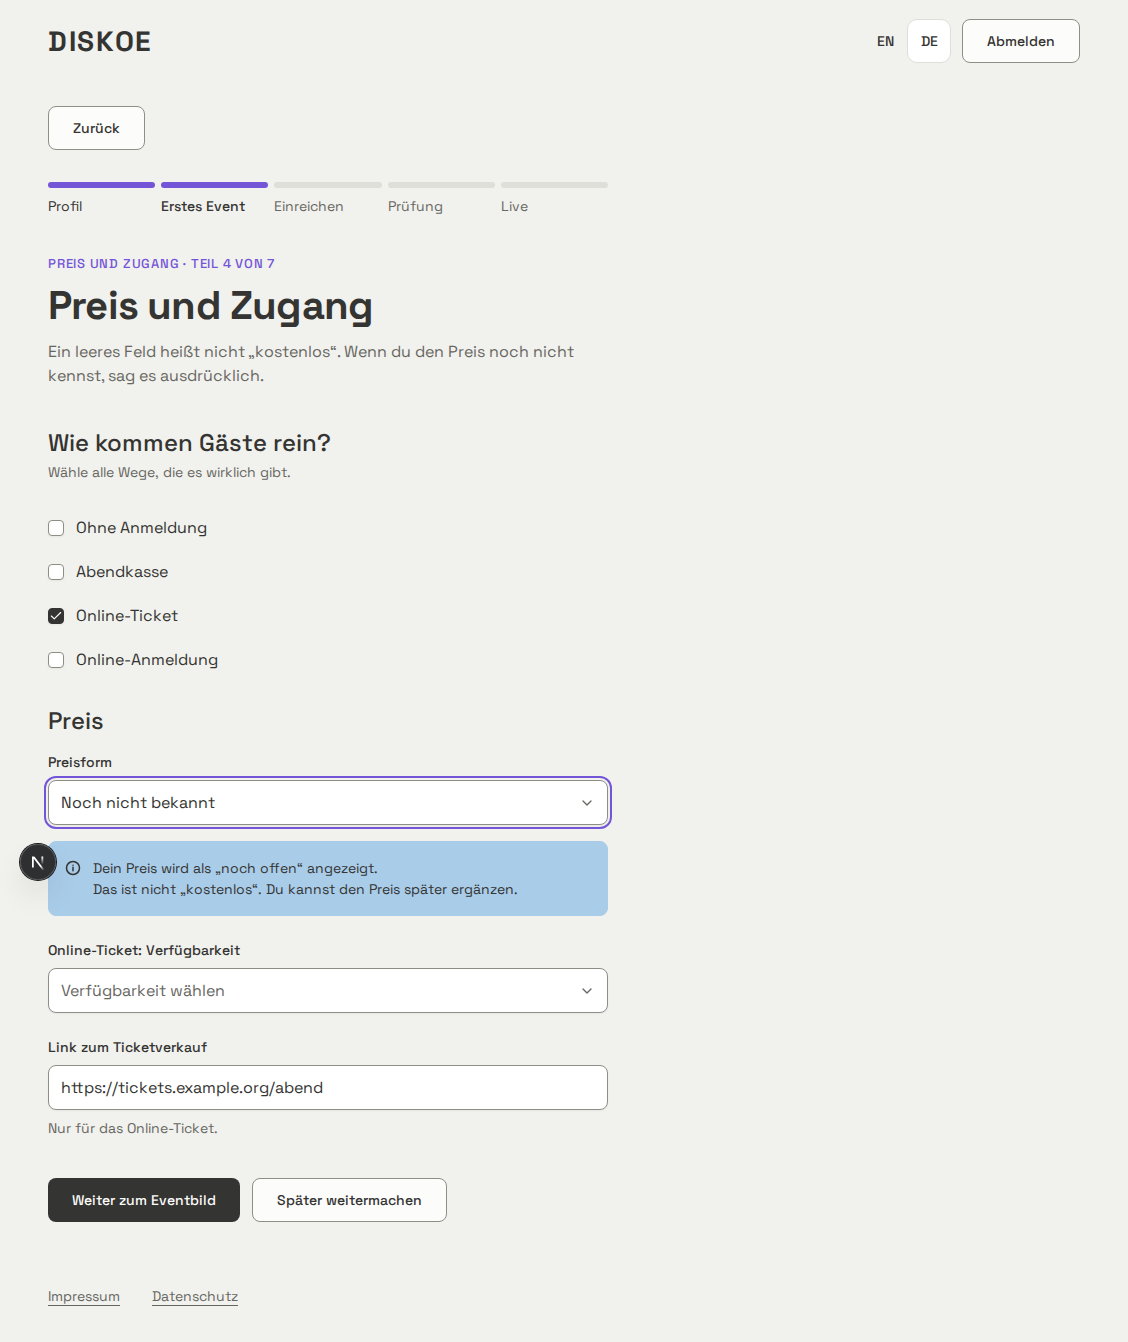 DISKOE
EN DE Abmelden
Zurück
Profil Erstes Event Einreichen Prüfung Live
PREIS UND ZUGANG · TEIL 4 VON 7
Preis und Zugang
Ein leeres Feld heißt nicht „kostenlos“. Wenn du den Preis noch nicht
kennst, sag es ausdrücklich.
Wie kommen Gäste rein?
Wähle alle Wege, die es wirklich gibt.
Ohne Anmeldung
Abendkasse
Online-Ticket
Online-Anmeldung
Preis
Preisform
Noch nicht bekannt
N
Dein Preis wird als „noch offen“ angezeigt.
Das ist nicht „kostenlos“. Du kannst den Preis später ergänzen.
Online-Ticket: Verfügbarkeit
Verfügbarkeit wählen
Link zum Ticketverkauf
https://tickets.example.org/abend
Nur für das Online-Ticket.
Weiter zum Eventbild Später weitermachen
Impressum Datenschutz